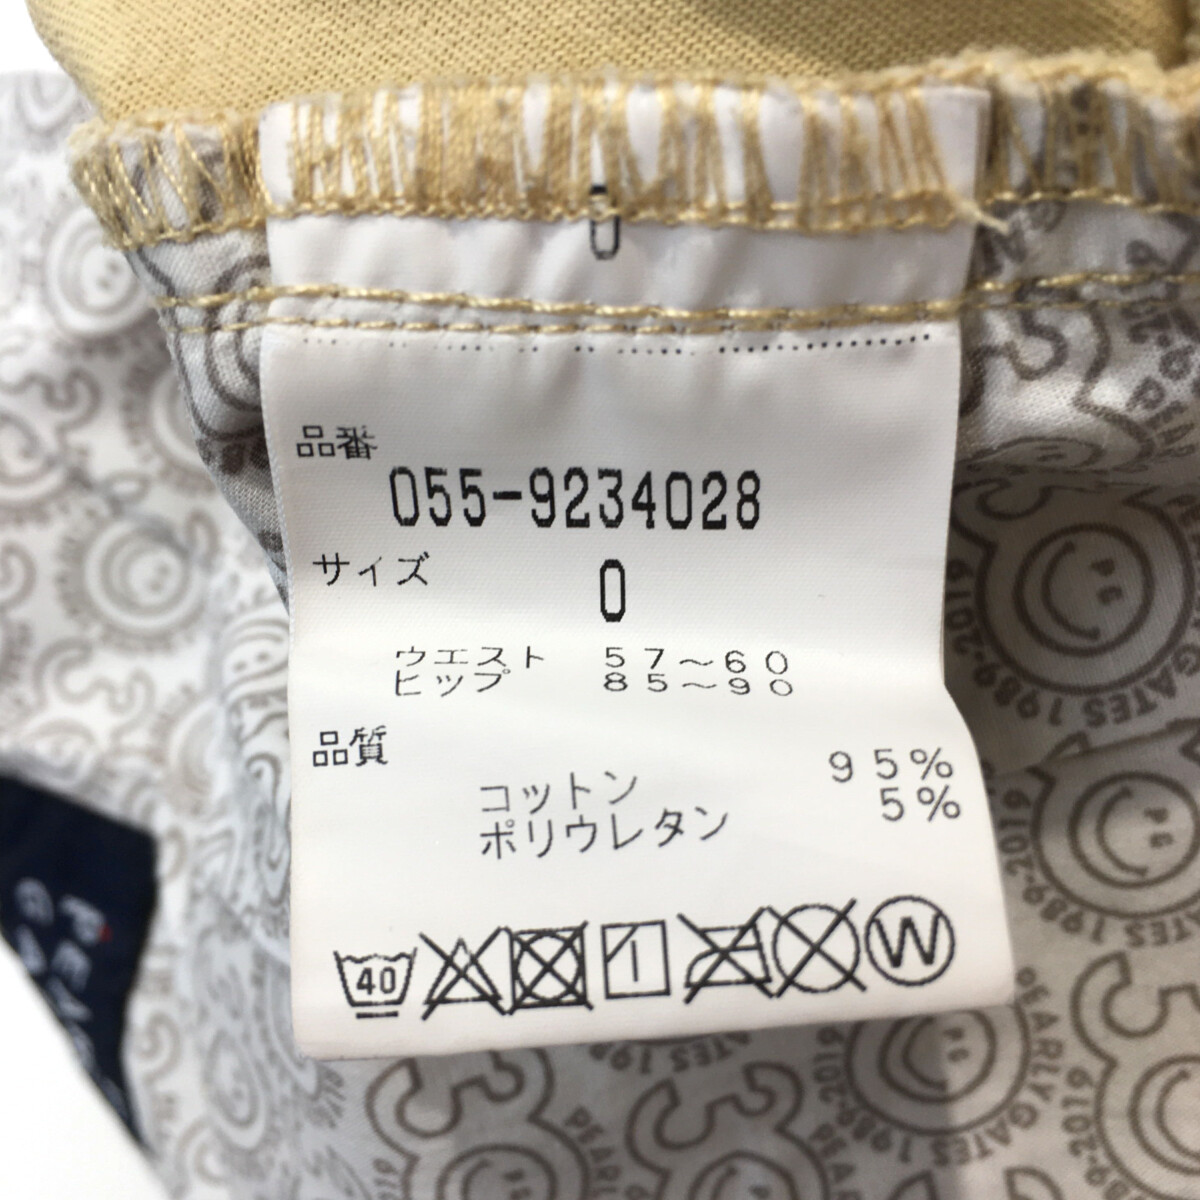 0
品番
055-9234028
サイズ
0
ウエスト 57～60
ヒップ 85～90
品質
コットン 95%
ポリウレタン 5%
40
W
PEARLY GATES 1989-2019
PG